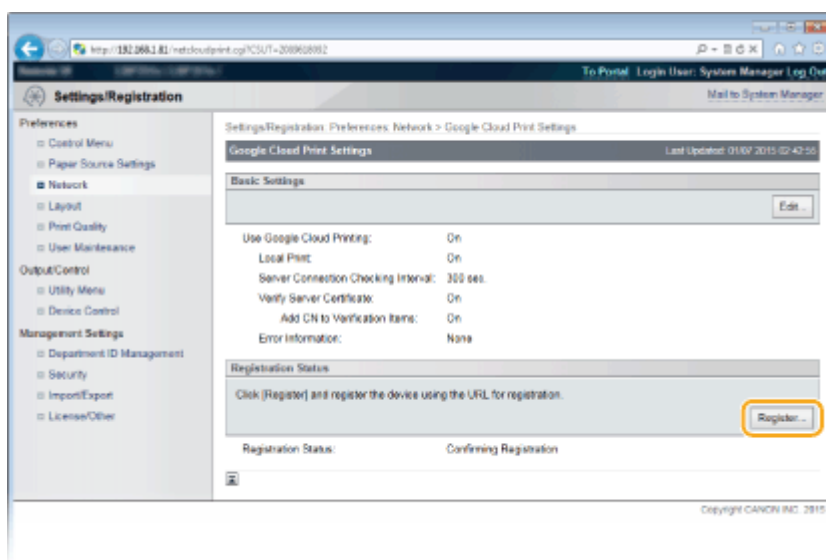 http://192.168.1.81/netcloudprint.cgi?CSUT=2009618092
To Portal Login User: System Manager Log Out
Settings/Registration
Mail to System Manager
Preferences
Control Menu
Paper Source Settings
Network
Layout
Print Quality
User Maintenance
Output/Control
Utility Menu
Device Control
Management Settings
Department ID Management
Security
Import/Export
License/Other
Settings/Registration: Preferences: Network > Google Cloud Print Settings
Google Cloud Print Settings
Last Updated: 01/07 2015 02:42:55
Basic Settings
Edit...
Use Google Cloud Printing: On
Local Print: On
Server Connection Checking Interval: 300 sec.
Verify Server Certificate: On
Add CN to Verification Items: On
Error Information: None
Registration Status
Click [Register] and register the device using the URL for registration.
Register...
Registration Status: Confirming Registration
Copyright CANON INC. 2015